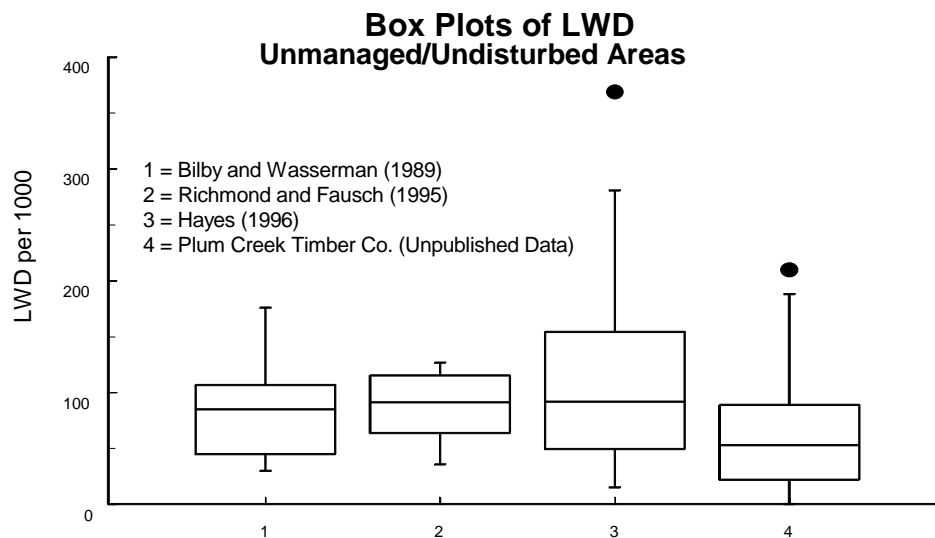 Box Plots of LWD
Unmanaged/Undisturbed Areas
400
300
200
100
0
LWD per 1000
1 = Bilby and Wasserman (1989)
2 = Richmond and Fausch (1995)
3 = Hayes (1996)
4 = Plum Creek Timber Co. (Unpublished Data)
1 2 3 4